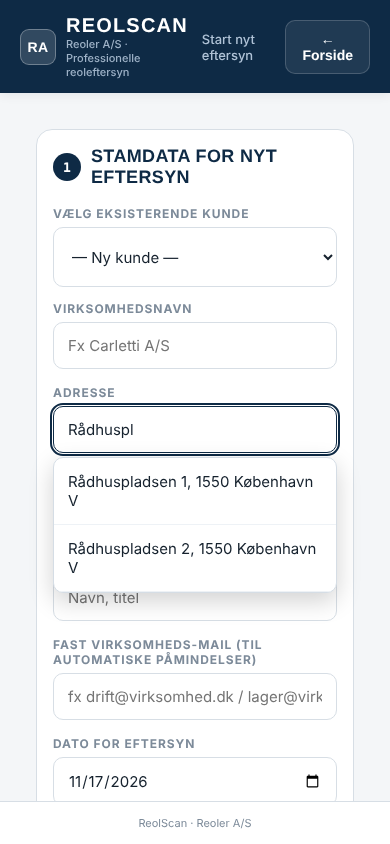 RA
REOLSCAN
Reoler A/S ·
Professionelle
reoleftersyn
Start nyt
eftersyn
←
Forside
1
STAMDATA FOR NYT
EFTERSYN
VÆLG EKSISTERENDE KUNDE
— Ny kunde —
VIRKSOMHEDSNAVN
Fx Carletti A/S
ADRESSE
Rådhuspl
Rådhuspladsen 1, 1550 København
V
Rådhuspladsen 2, 1550 København
V
Navn, titel
FAST VIRKSOMHEDS-MAIL (TIL
AUTOMATISKE PÅMINDELSER)
fx drift@virksomhed.dk / lager@virk
DATO FOR EFTERSYN
11/17/2026
ReolScan · Reoler A/S